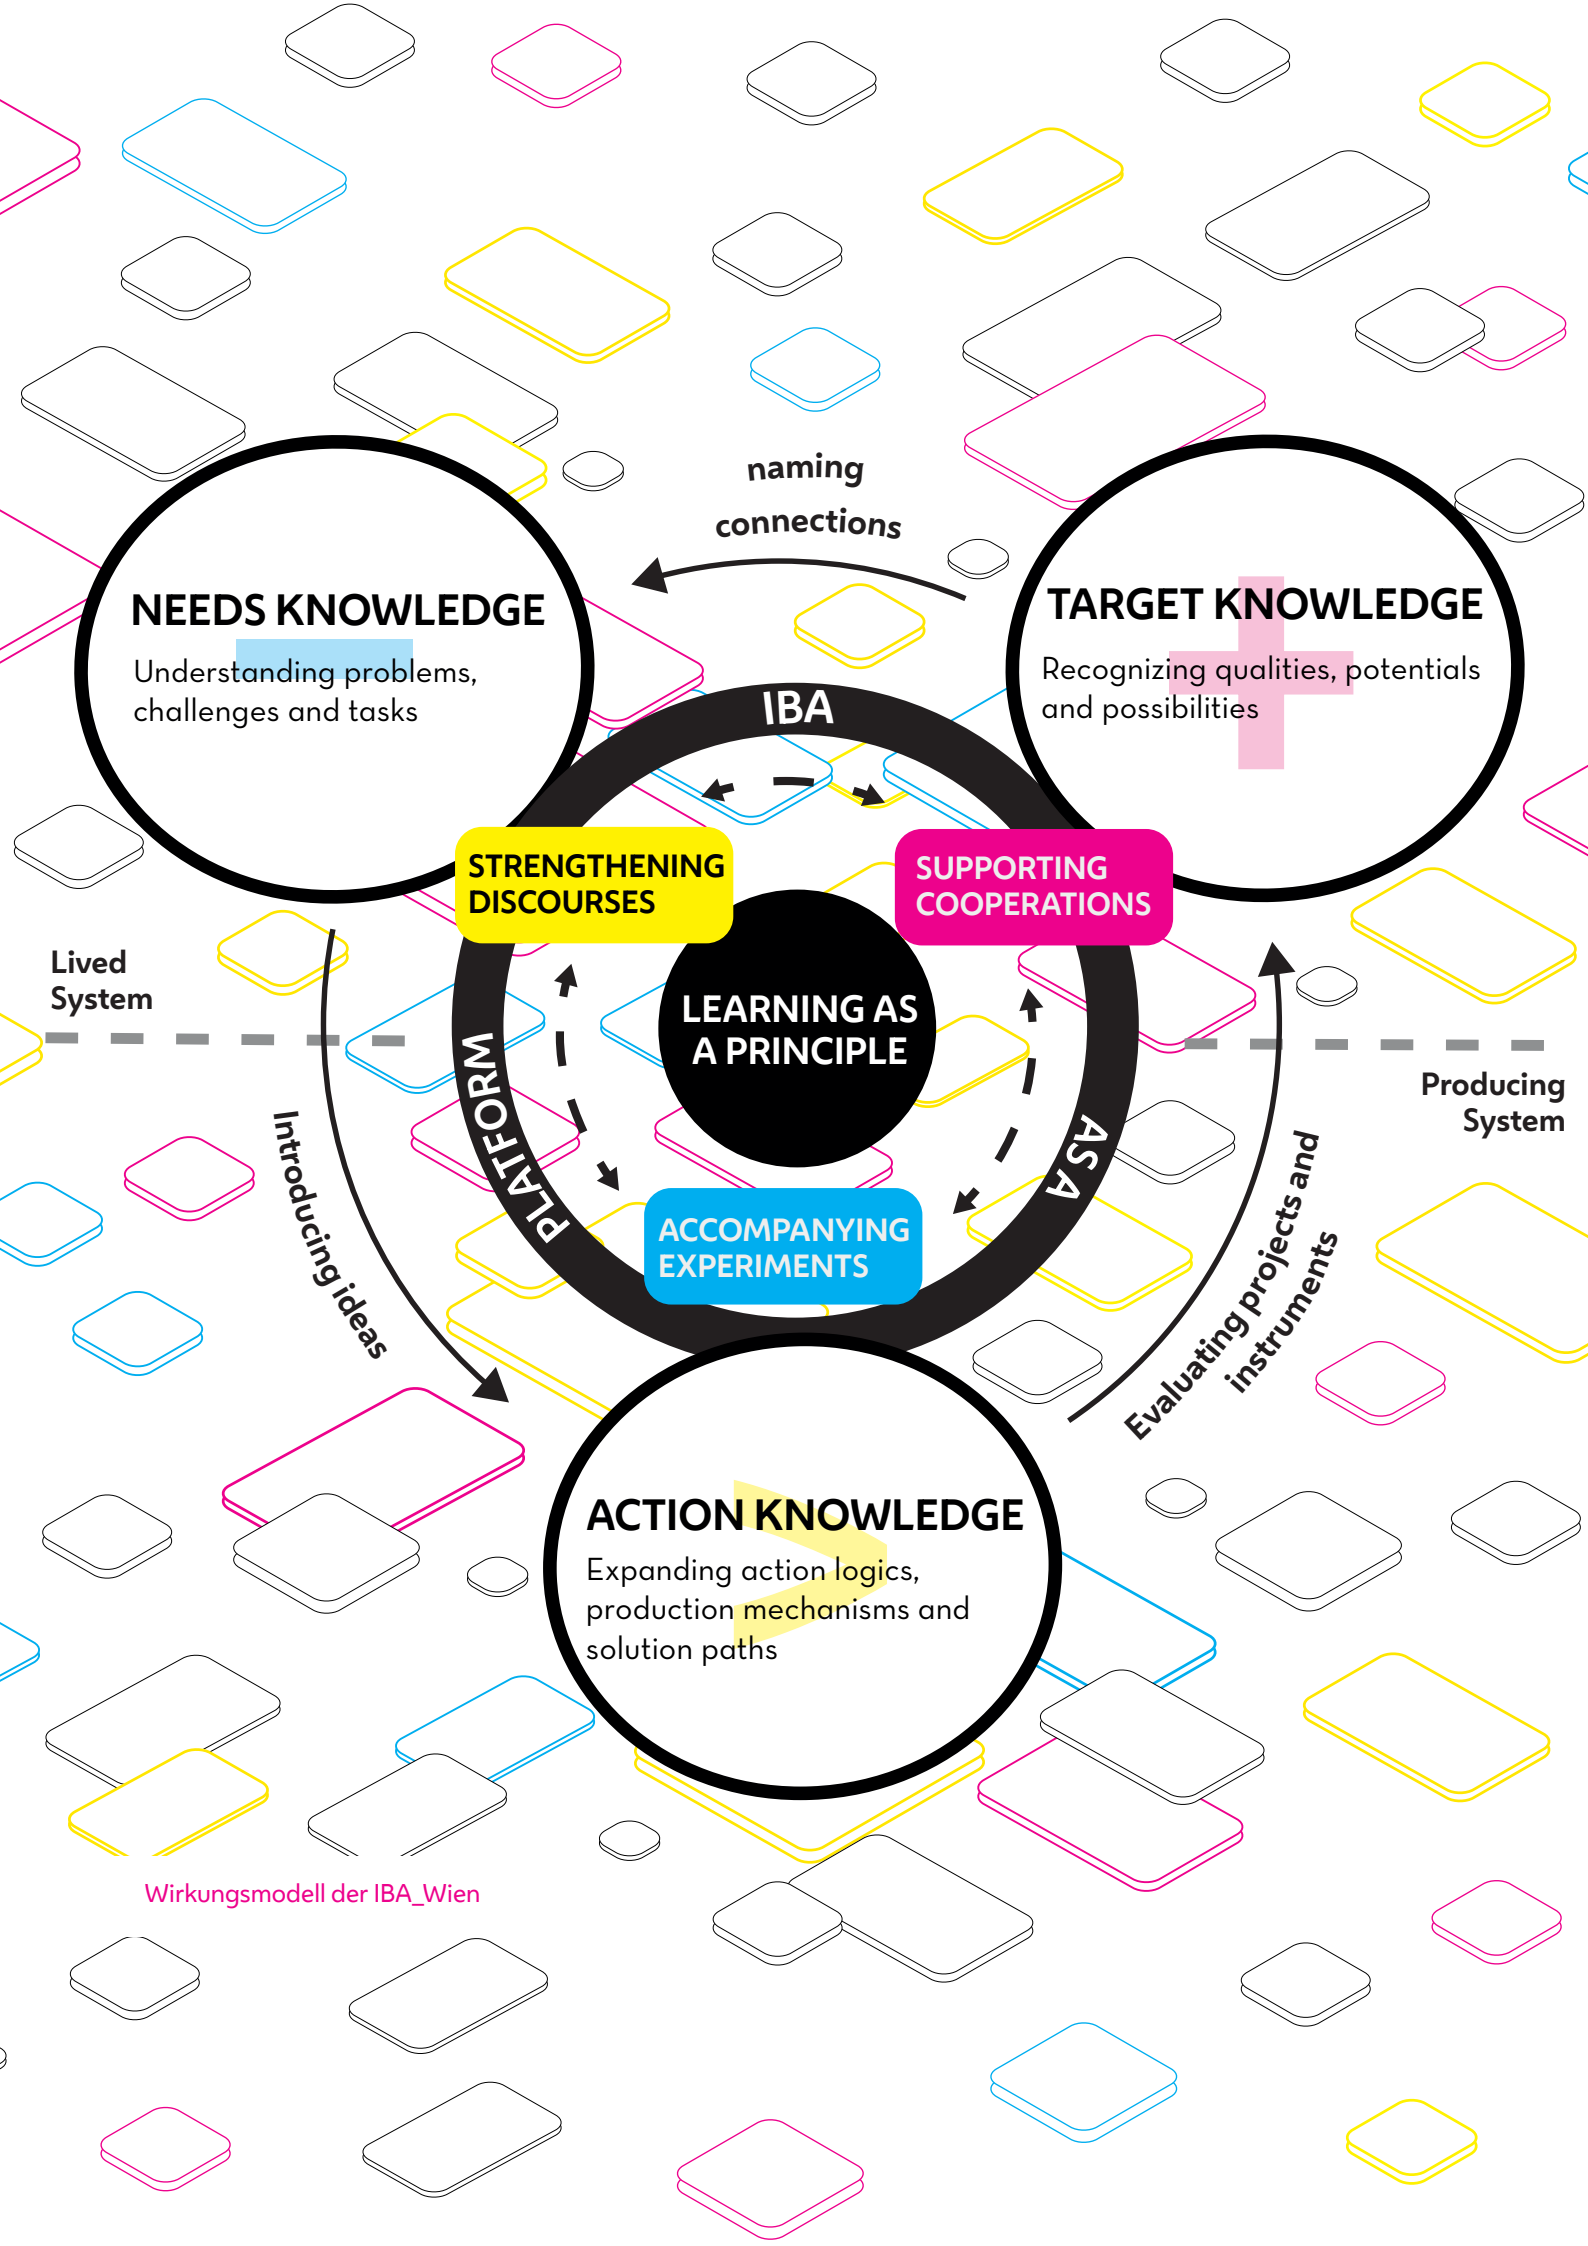 naming
connections
NEEDS KNOWLEDGE
Understanding problems,
challenges and tasks
TARGET KNOWLEDGE
Recognizing qualities, potentials
and possibilities
IBA
AS A
PLATFORM
STRENGTHENING
DISCOURSES
SUPPORTING
COOPERATIONS
Lived
System
LEARNING AS
A PRINCIPLE
Producing
System
Introducing ideas
Evaluating projects and
instruments
ACCOMPANYING
EXPERIMENTS
ACTION KNOWLEDGE
Expanding action logics,
production mechanisms and
solution paths
Wirkungsmodell der IBA_Wien